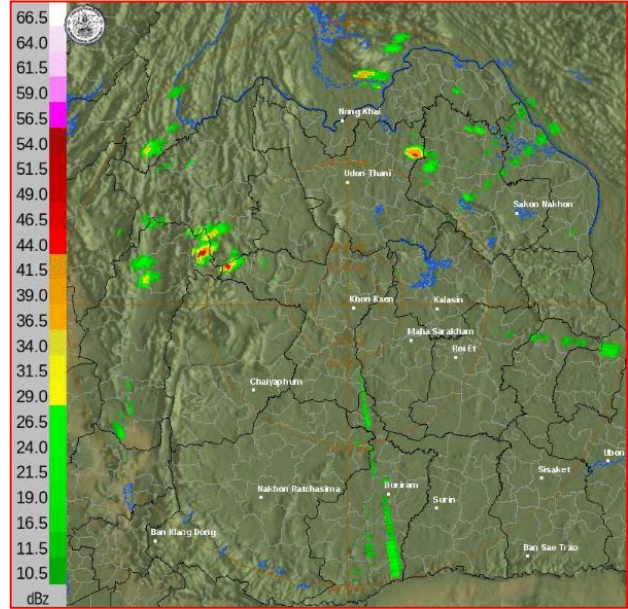 66.5
64.0
61.5
59.0
56.5
54.0
51.5
49.0
46.5
44.0
41.5
39.0
36.5
34.0
31.5
29.0
26.5
24.0
21.5
19.0
16.5
11.5
10.5
dBz
Nong Khai
Udon Thani
Sakon Nakhon
Khon Kaen
Kalasin
Maha Sarakham
Roi Et
Chaiyaphum
Ubon
Sisaket
Nakhon Ratchasima
Buriram
Surin
Ban Klang Dong
Ban Sae Trao